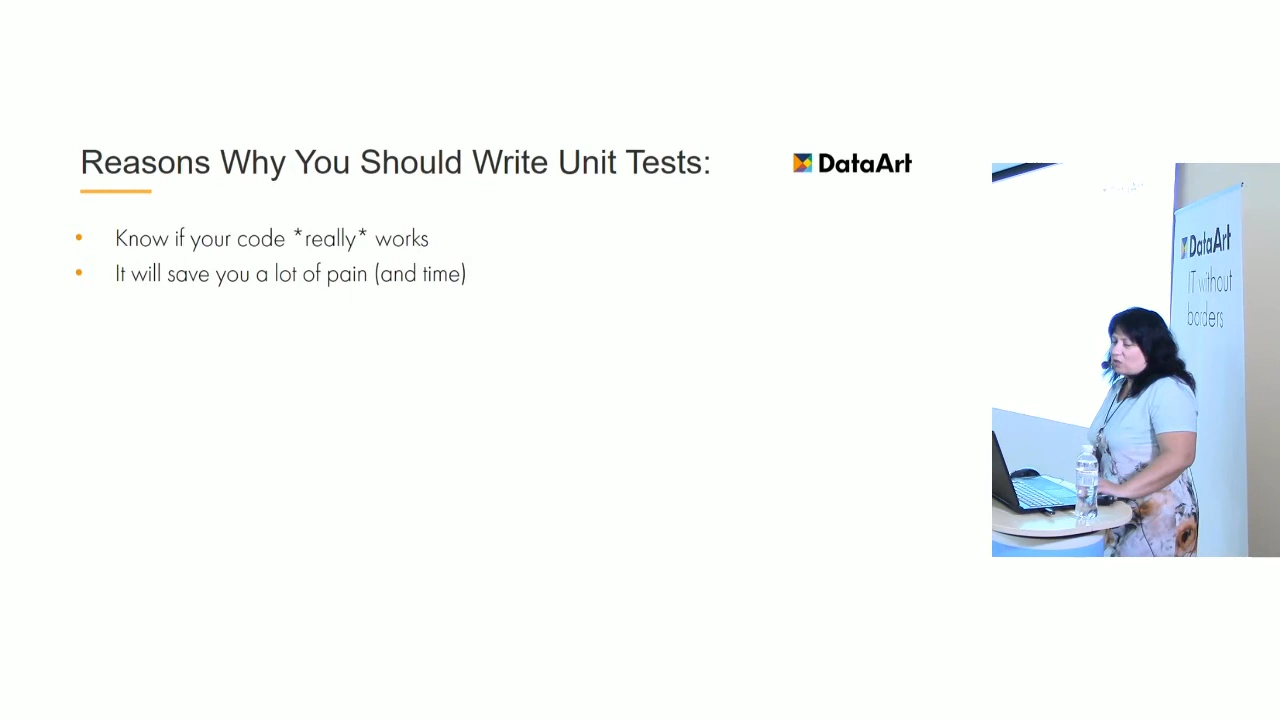 Reasons Why You Should Write Unit Tests:
DataArt
• Know if your code *really* works
• It will save you a lot of pain (and time)
DataArt
IT without
borders